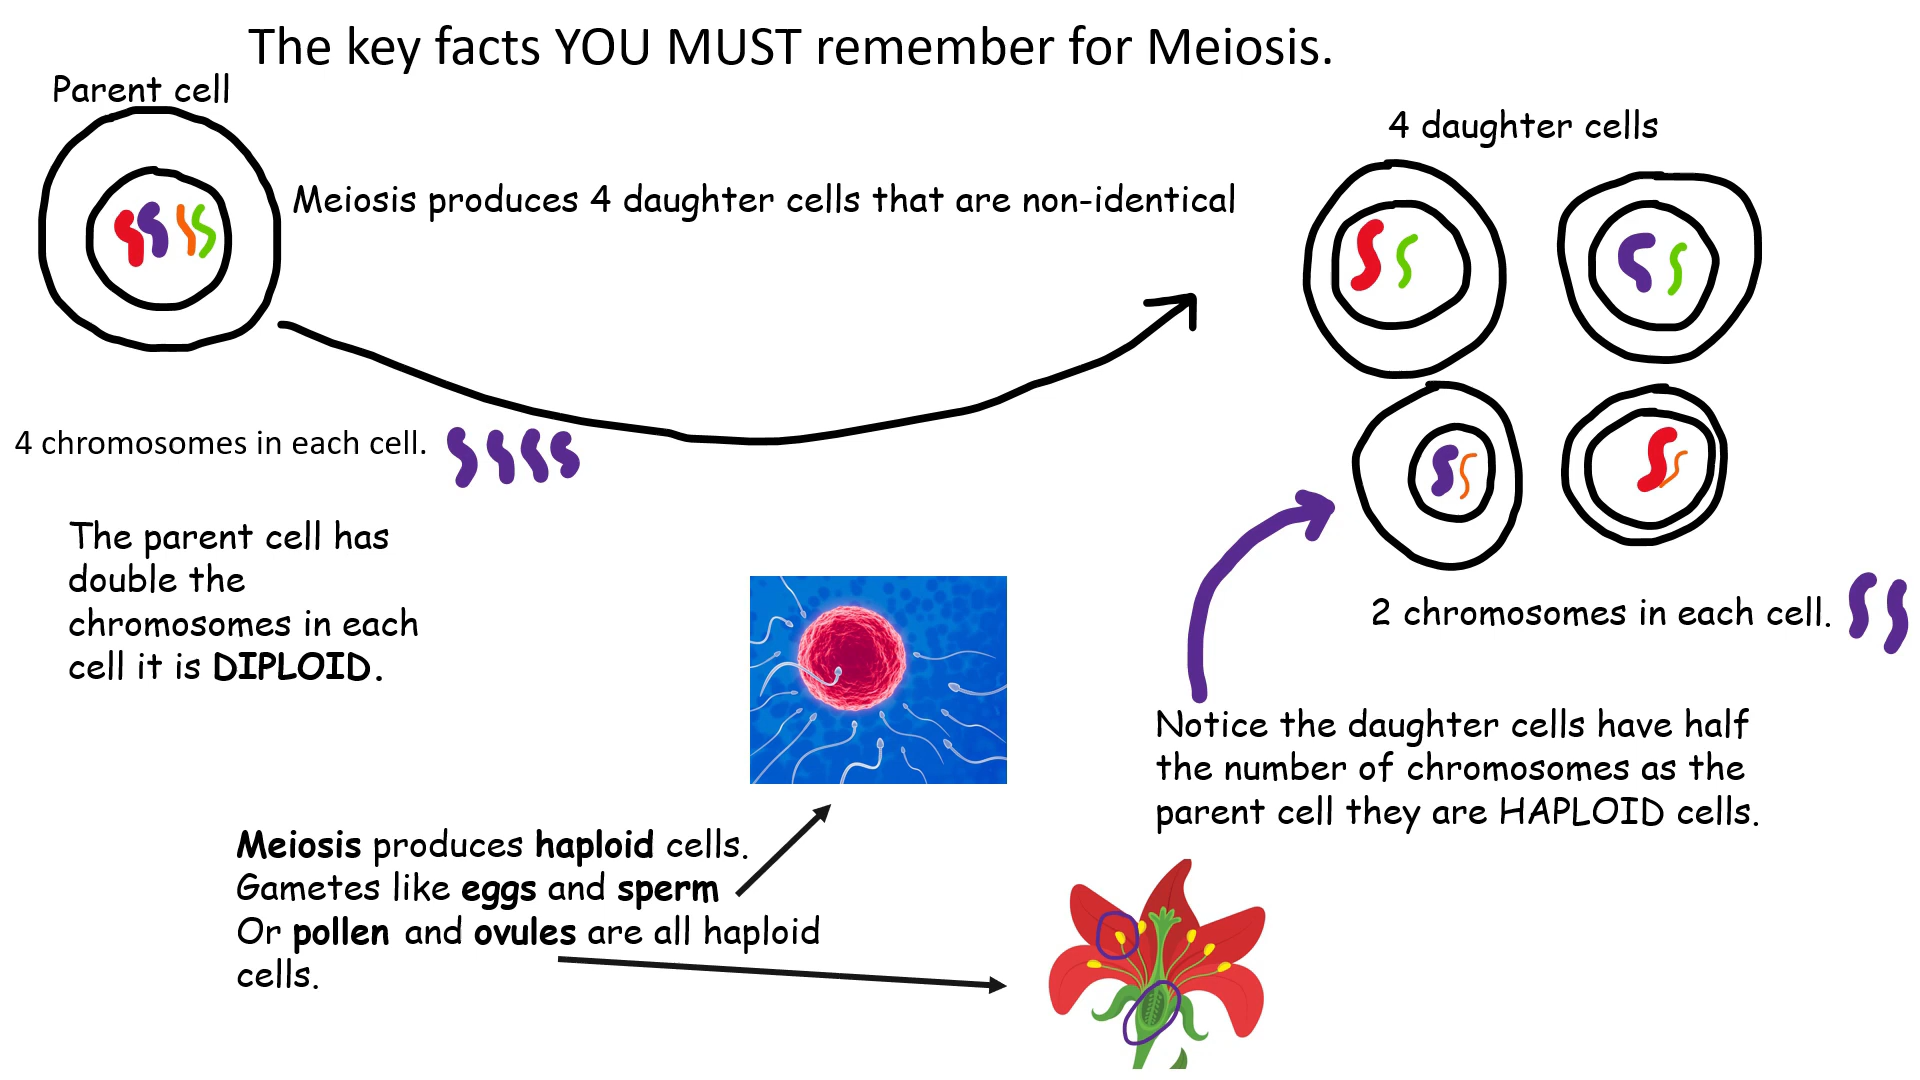 The key facts YOU MUST remember for Meiosis.
Parent cell
4 daughter cells
Meiosis produces 4 daughter cells that are non-identical
4 chromosomes in each cell.
The parent cell has
double the
chromosomes in each
cell it is DIPLOID.
2 chromosomes in each cell.
Notice the daughter cells have half
the number of chromosomes as the
parent cell they are HAPLOID cells.
Meiosis produces haploid cells.
Gametes like eggs and sperm
Or pollen and ovules are all haploid
cells.